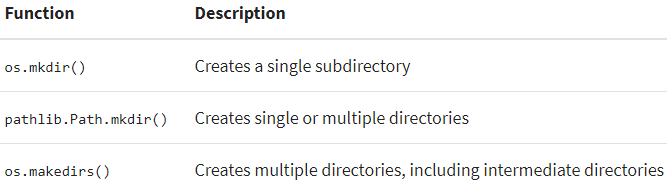 Function Description
os.mkdir() Creates a single subdirectory
pathlib.Path.mkdir() Creates single or multiple directories
os.makedirs() Creates multiple directories, including intermediate directories